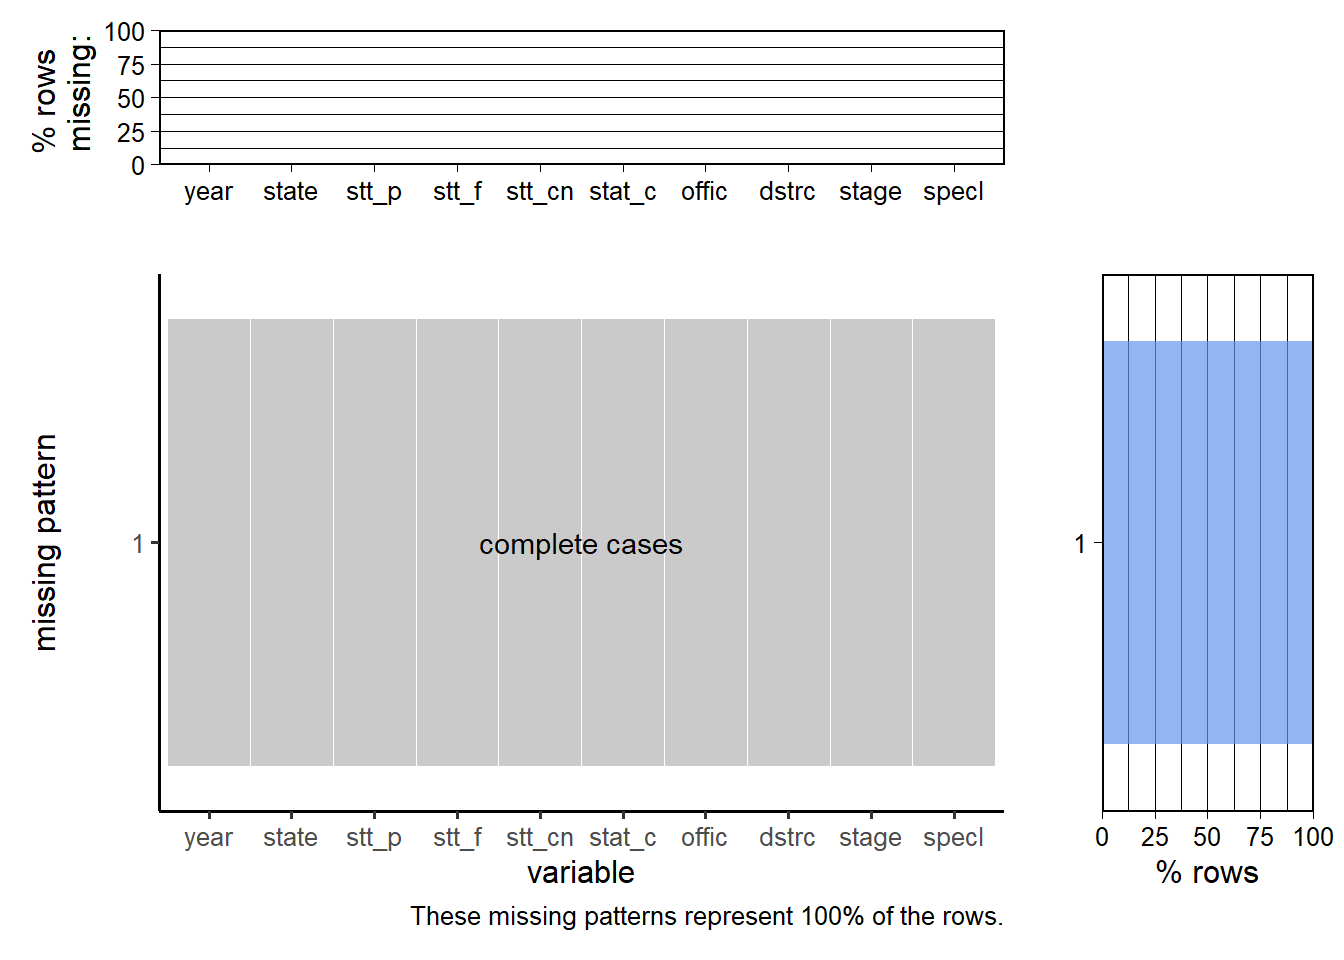 % rows
missing:
100
75
50
25
0
year state stt_p stt_f stt_cn stat_c offic dstrc stage specl
missing pattern
1
complete cases
year state stt_p stt_f stt_cn stat_c offic dstrc stage specl
variable
These missing patterns represent 100% of the rows.
1
0 25 50 75 100
% rows